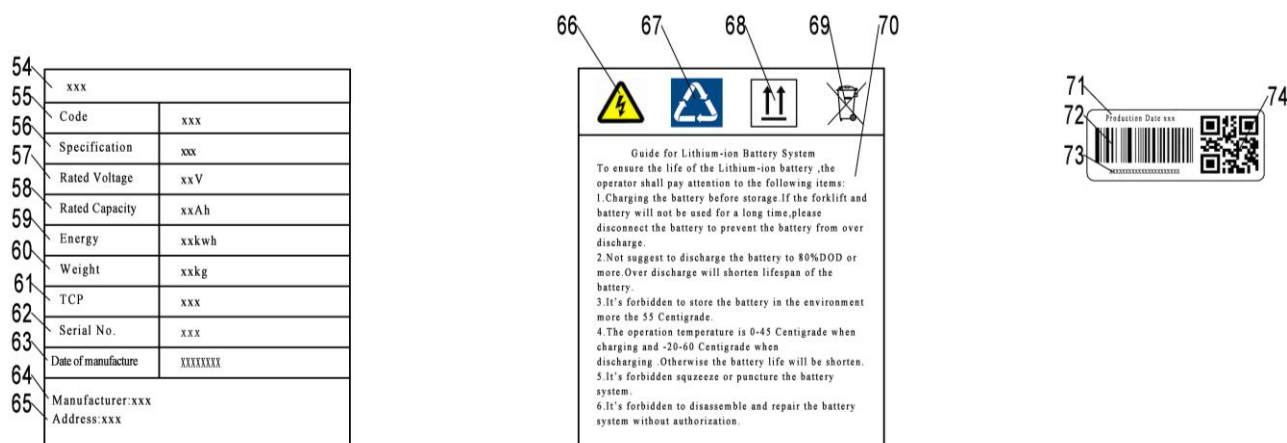 66 67 68 69 70
54
xxx
55
Code xxx
56
Specification xxx
57
Rated Voltage xxV
58
Rated Capacity xxAh
59
Energy xxkwh
60
Weight xxkg
61
TCP xxx
62
Serial No. xxx
63
Date of manufacture XXXXXXXX
64
Manufacturer:xxx
65
Address:xxx
Guide for Lithium-ion Battery System
To ensure the life of the Lithium-ion battery ,the
operator shall pay attention to the following items:
1.Charging the battery before storage.If the forklift and
battery will not be used for a long time,please
disconnect the battery to prevent the battery from over
discharge.
2.Not suggest to discharge the battery to 80%DOD or
more.Over discharge will shorten lifespan of the
battery.
3.It's forbidden to store the battery in the environment
more the 55 Centigrade.
4.The operation temperature is 0-45 Centigrade when
charging and -20-60 Centigrade when
discharging .Otherwise the battery life will be shorten.
5.It's forbidden squzeeze or puncture the battery
system.
6.It's forbidden to disassemble and repair the battery
system without authorization.
71
72
73
74
Production Date xxx
xxxxxxxxxxxxxxxxxxxxx